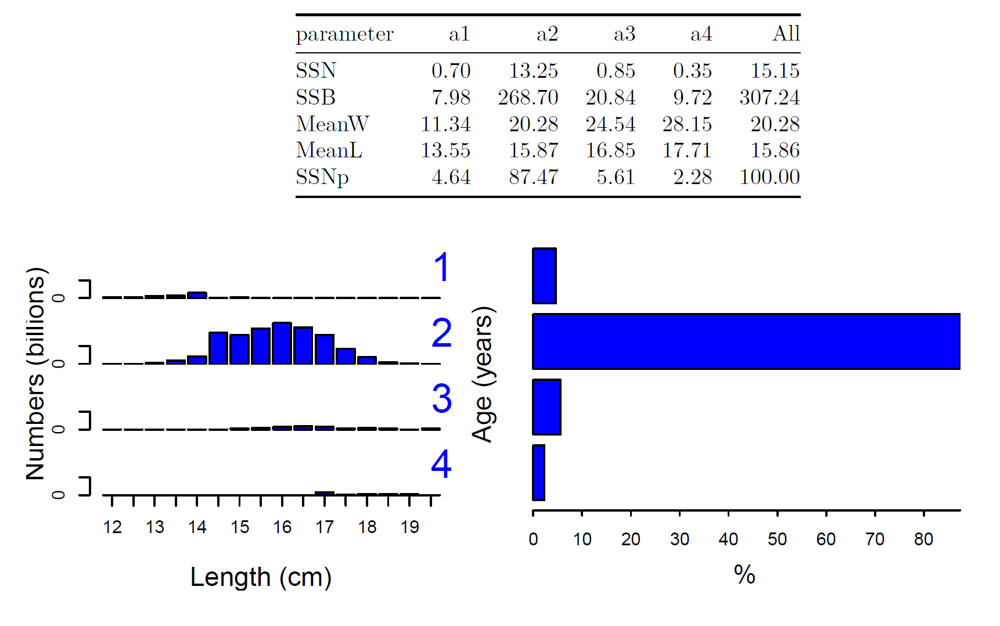 parameter a1 a2 a3 a4 All
SSN 0.70 13.25 0.85 0.35 15.15
SSB 7.98 268.70 20.84 9.72 307.24
MeanW 11.34 20.28 24.54 28.15 20.28
MeanL 13.55 15.87 16.85 17.71 15.86
SSNp 4.64 87.47 5.61 2.28 100.00
Numbers (billions)
0
1
0
2
0
3
0
4
12 13 14 15 16 17 18 19
Length (cm)
Age (years)
0 10 20 30 40 50 60 70 80
%